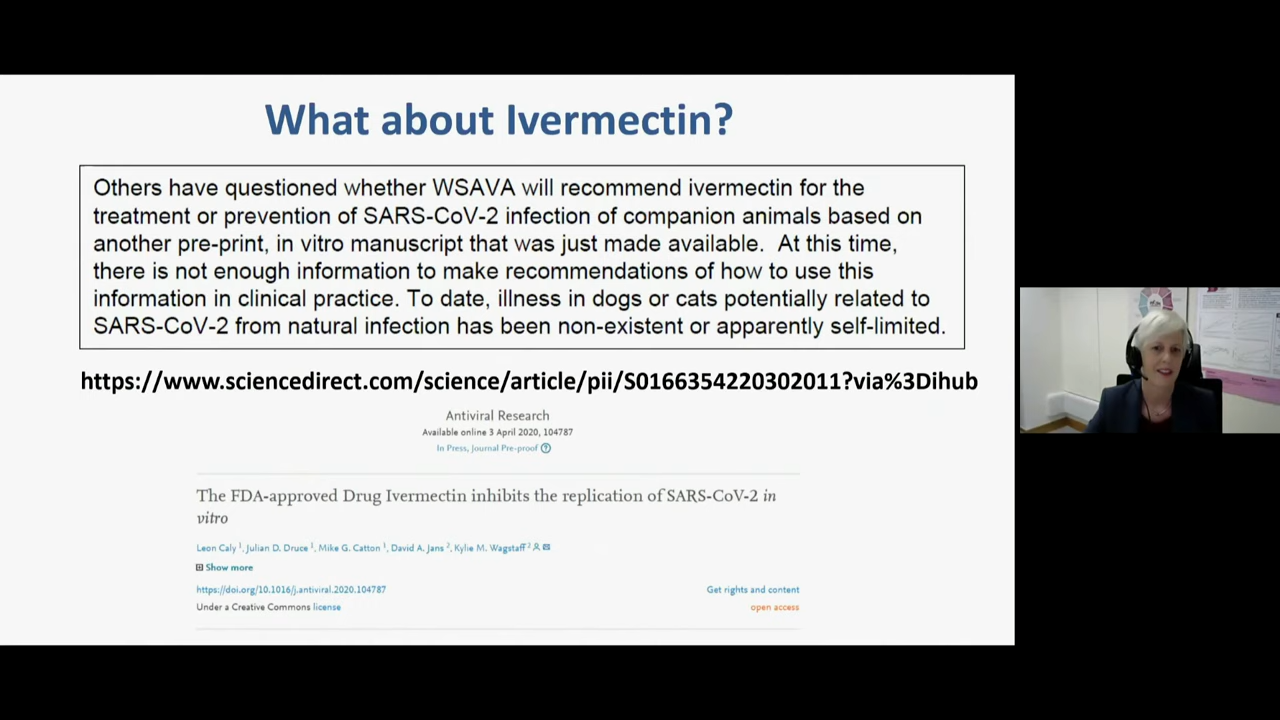 What about Ivermectin?
Others have questioned whether WSAVA will recommend ivermectin for the
treatment or prevention of SARS-CoV-2 infection of companion animals based on
another pre-print, in vitro manuscript that was just made available.  At this time,
there is not enough information to make recommendations of how to use this
information in clinical practice. To date, illness in dogs or cats potentially related to
SARS-CoV-2 from natural infection has been non-existent or apparently self-limited.
https://www.sciencedirect.com/science/article/pii/S0166354220302011?via%3Dihub
Antiviral Research
Available online 3 April 2020, 104787
In Press, Journal Pre-proof ?
The FDA-approved Drug Ivermectin inhibits the replication of SARS-CoV-2 in
vitro
Leon Caly 1, Julian D. Druce 1, Mike G. Catton 1, David A. Jans 2, Kylie M. Wagstaff 2
Show more
https://doi.org/10.1016/j.antiviral.2020.104787
Get rights and content
Under a Creative Commons license
open access